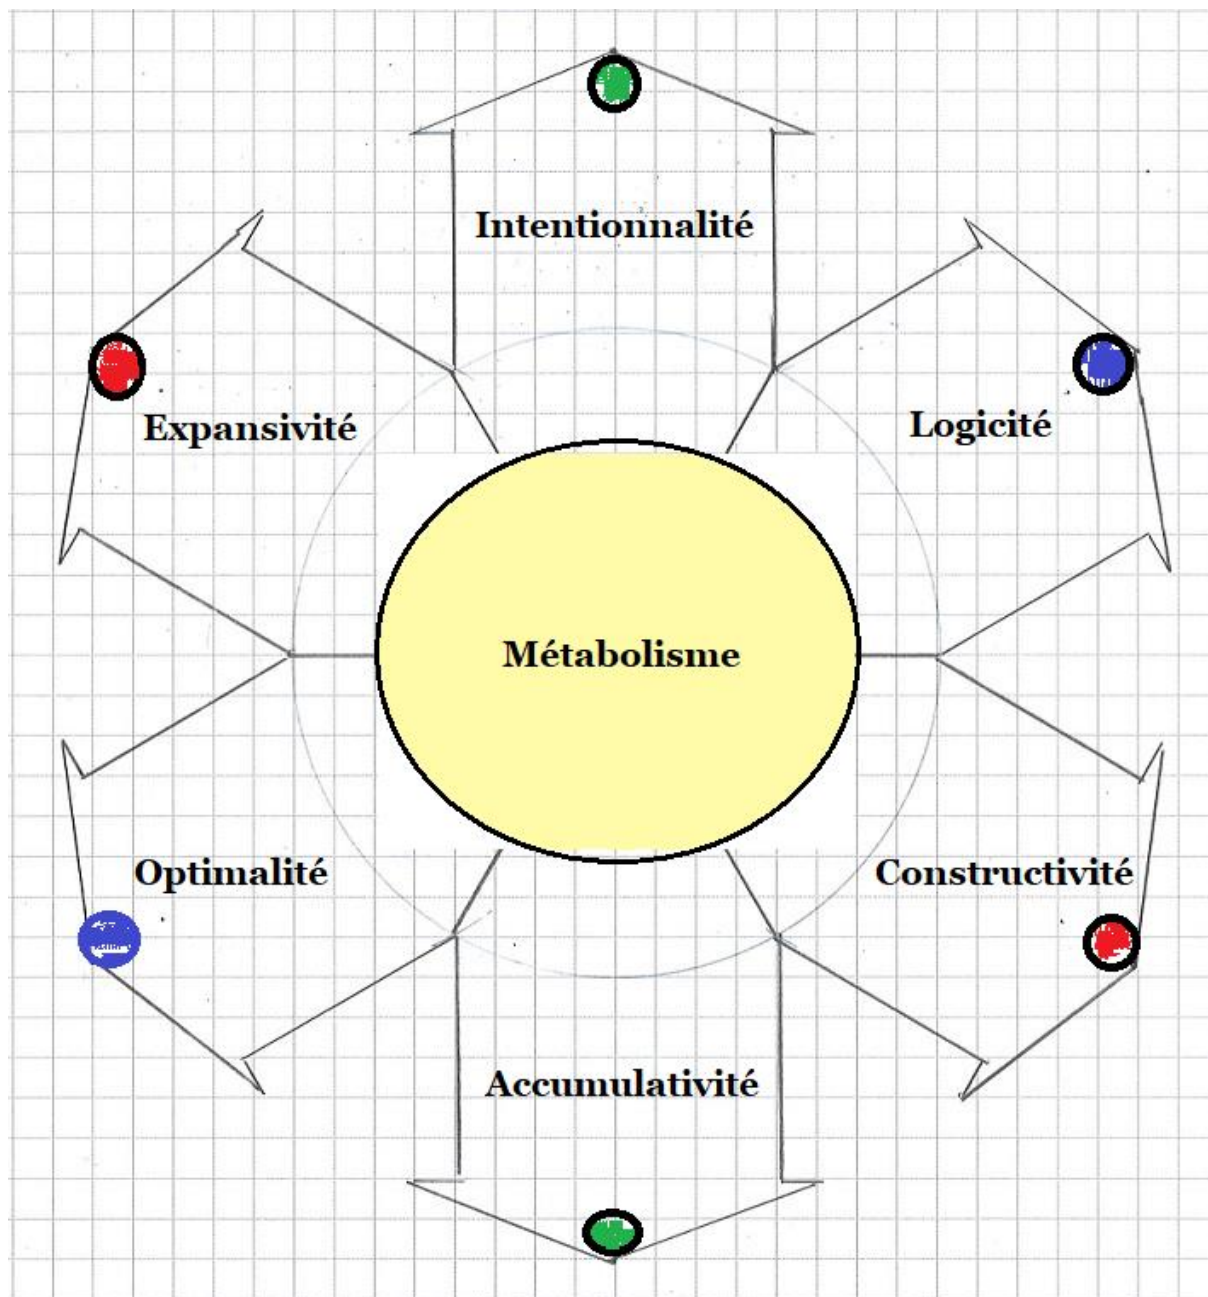 Intentionnalité
Expansivité
Logicité
Métabolisme
Optimalité
Constructivité
Accumulativité